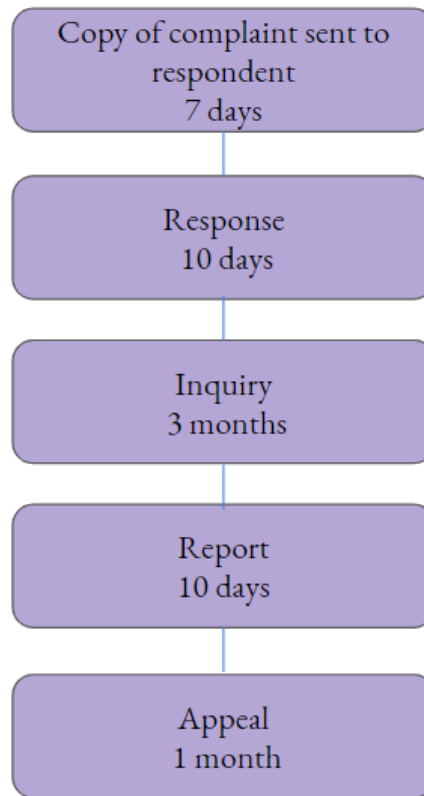 Copy of complaint sent to
respondent
7 days
Response
10 days
Inquiry
3 months
Report
10 days
Appeal
1 month